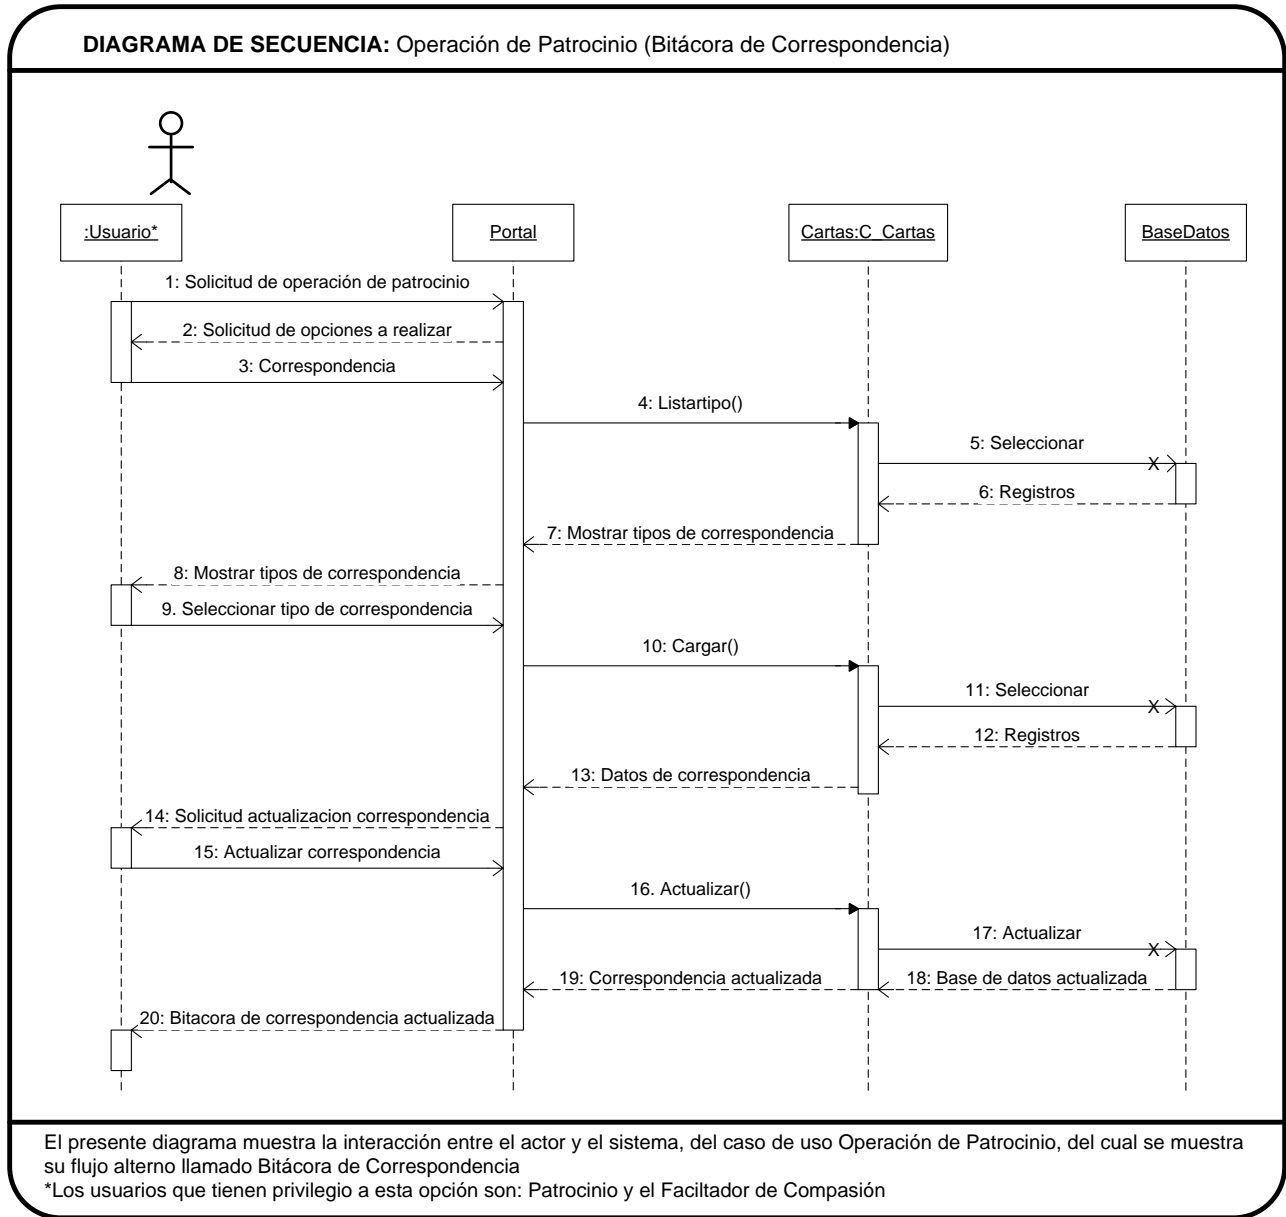 DIAGRAMA DE SECUENCIA: Operación de Patrocinio (Bitácora de Correspondencia)
:Usuario*
Portal
Cartas:C_Cartas
BaseDatos
1: Solicitud de operación de patrocinio
2: Solicitud de opciones a realizar
3: Correspondencia
4: Listartipo()
5: Seleccionar
X
6: Registros
7: Mostrar tipos de correspondencia
8: Mostrar tipos de correspondencia
9. Seleccionar tipo de correspondencia
10: Cargar()
11: Seleccionar
X
12: Registros
13: Datos de correspondencia
14: Solicitud actualizacion correspondencia
15: Actualizar correspondencia
16. Actualizar()
17: Actualizar
X
18: Base de datos actualizada
19: Correspondencia actualizada
20: Bitacora de correspondencia actualizada
El presente diagrama muestra la interacción entre el actor y el sistema, del caso de uso Operación de Patrocinio, del cual se muestra
su flujo alterno llamado Bitácora de Correspondencia
*Los usuarios que tienen privilegio a esta opción son: Patrocinio y el Faciltador de Compasión